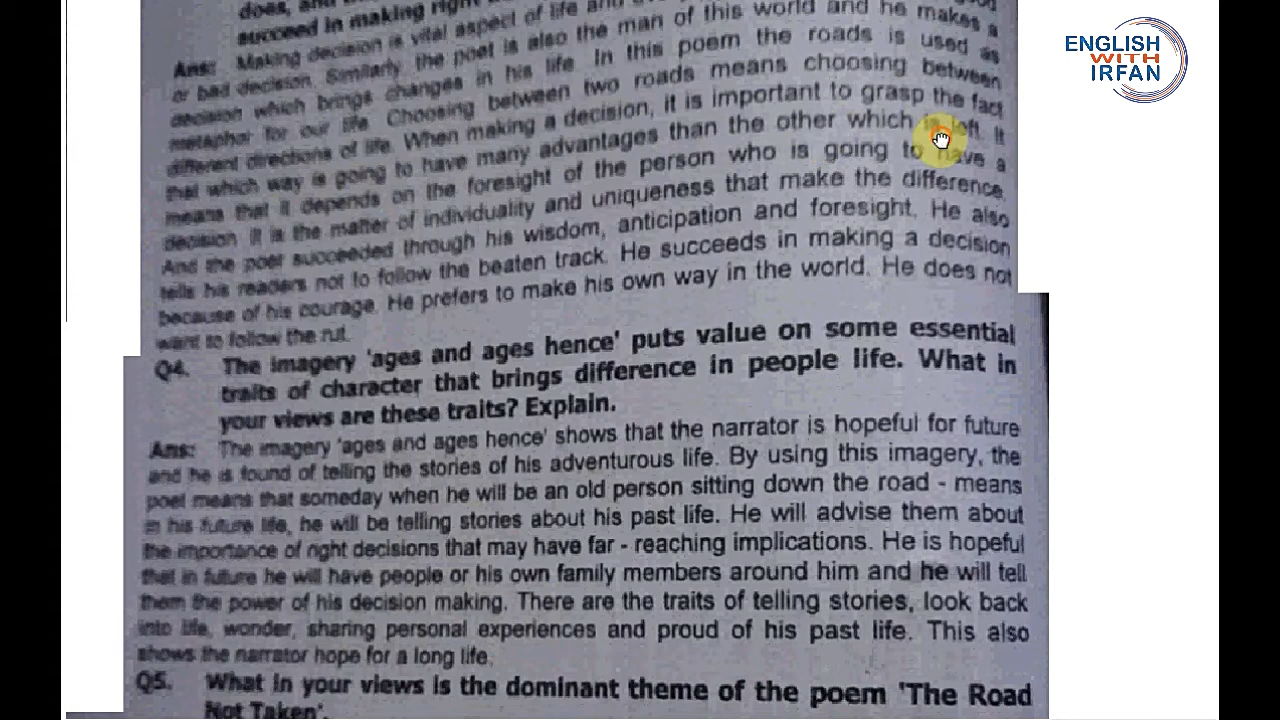 does, and
succeed in making right
Ans: Making decision is vital aspect of life and
or bad decision. Similarly, the poet is also the man of this world and he makes a
decision which brings changes in his life. In this poem the roads is used as
metaphor for our life. Choosing between two roads means choosing between
different directions of life. When making a decision, it is important to grasp the fact
that which way is going to have many advantages than the other which is left. It
means that it depends on the foresight of the person who is going to have a
decision. It is the matter of individuality and uniqueness that make the difference.
And the poet succeeded through his wisdom, anticipation and foresight. He also
tells his readers not to follow the beaten track. He succeeds in making a decision
because of his courage. He prefers to make his own way in the world. He does not
want to follow the rut.
Q4. The imagery 'ages and ages hence' puts value on some essential
traits of character that brings difference in people life. What in
your views are these traits? Explain.
Ans: The imagery 'ages and ages hence' shows that the narrator is hopeful for future
and he is found of telling the stories of his adventurous life. By using this imagery, the
poet means that someday when he will be an old person sitting down the road - means
in his future life, he will be telling stories about his past life. He will advise them about
the importance of right decisions that may have far - reaching implications. He is hopeful
that in future he will have people or his own family members around him and he will tell
them the power of his decision making. There are the traits of telling stories, look back
into life, wonder, sharing personal experiences and proud of his past life. This also
shows the narrator hope for a long life.
Q5. What in your views is the dominant theme of the poem 'The Road
Not Taken'.
ENGLISH
WITH
IRFAN